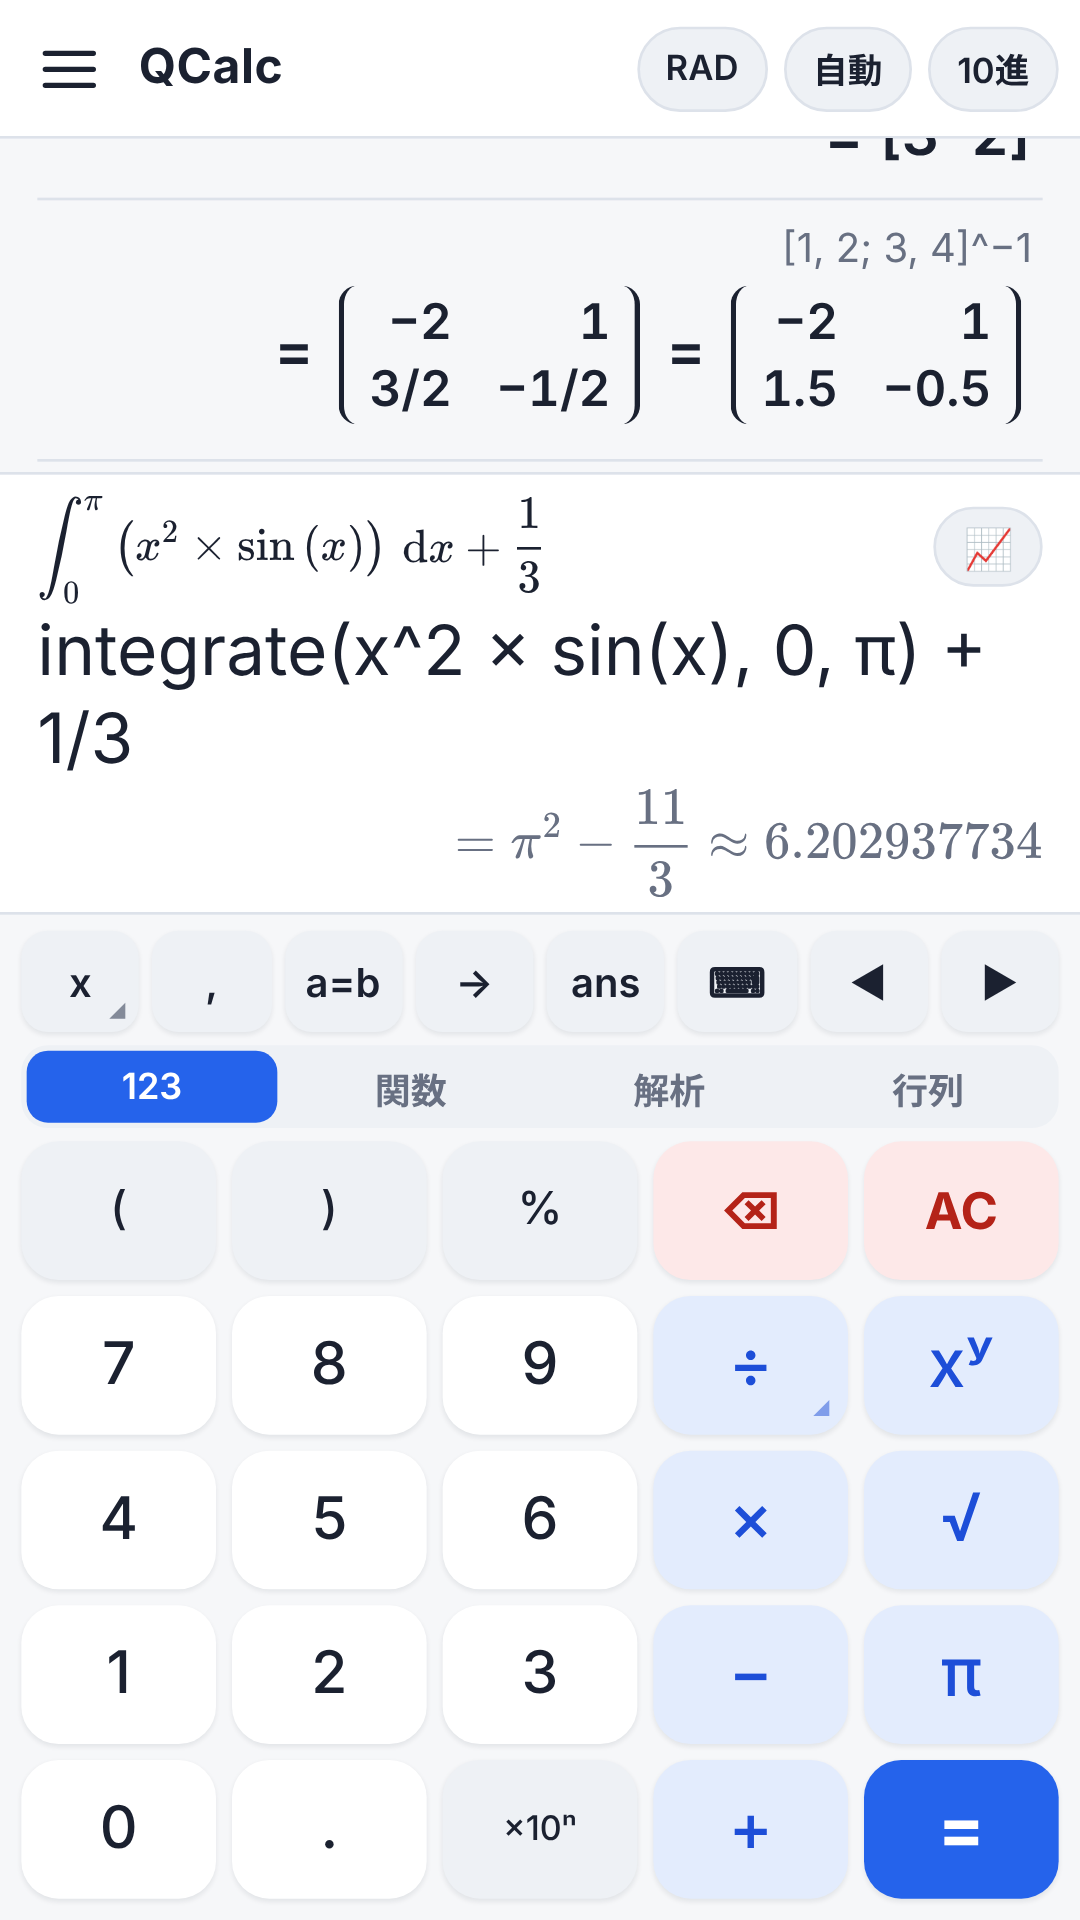 QCalc RAD 自動 10進
= [3 2]
[1, 2; 3, 4]^−1
= ( −2 1 ) = ( −2 1 )
3/2 −1/2 1.5 −0.5
∫₀^π (x² × sin (x)) dx + 1/3
integrate(x^2 × sin(x), 0, π) +
1/3
= π² − 11/3 ≈ 6.202937734
x , a=b → ans ⌨ ◀ ▶
123 関数 解析 行列
( ) % ⌫ AC
7 8 9 ÷ xʸ
4 5 6 × √
1 2 3 − π
0 . ×10ⁿ + =